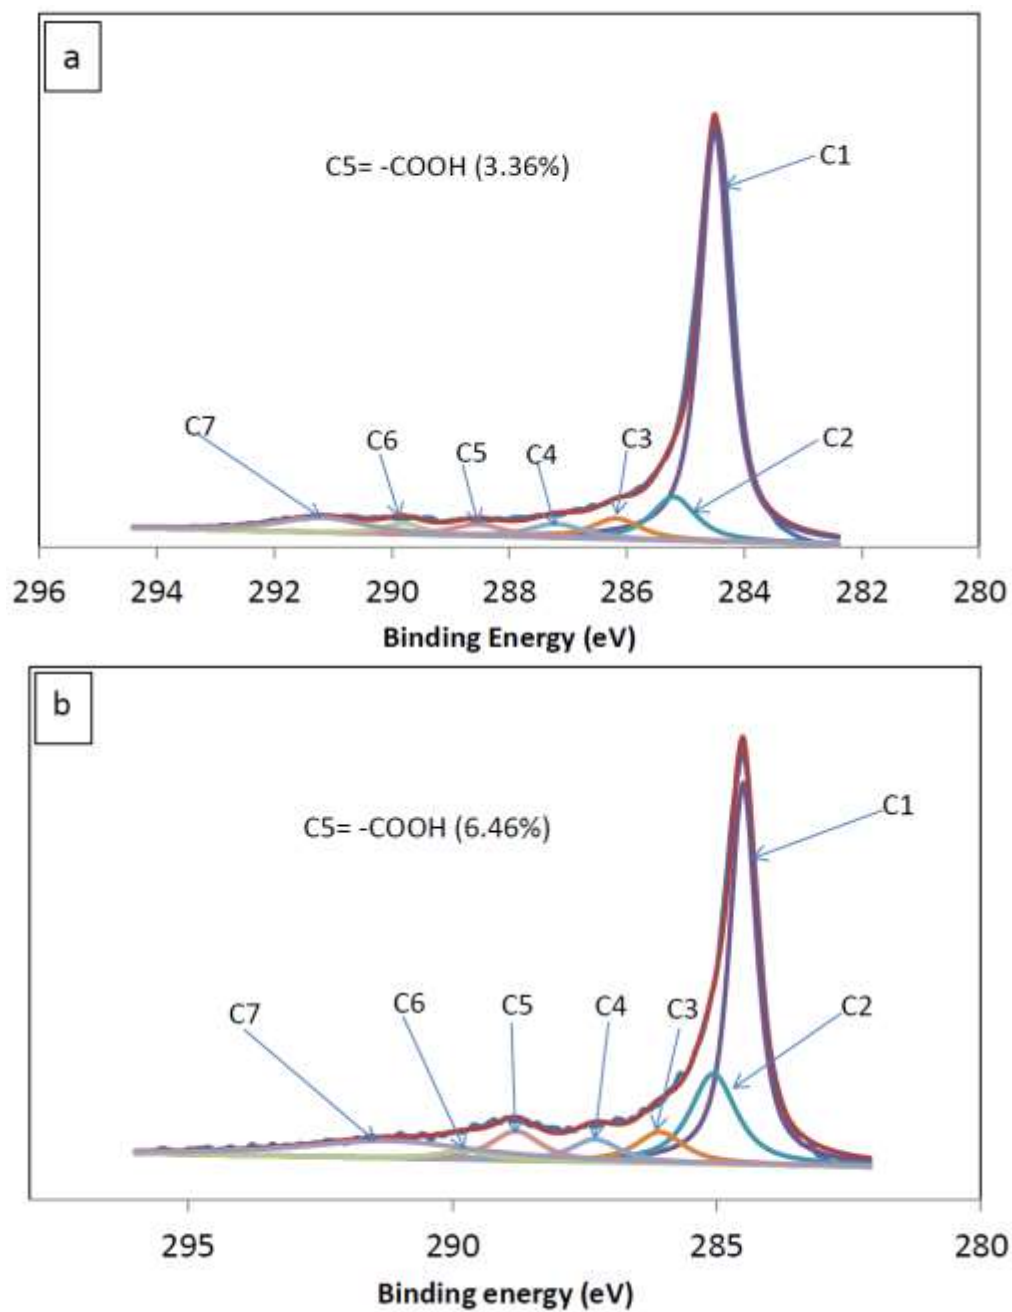 a
C5= -COOH (3.36%)
C1
C7
C6
C5
C4
C3
C2
296 294 292 290 288 286 284 282 280
Binding Energy (eV)
b
C5= -COOH (6.46%)
C1
C7
C6
C5
C4
C3
C2
295 290 285 280
Binding energy (eV)